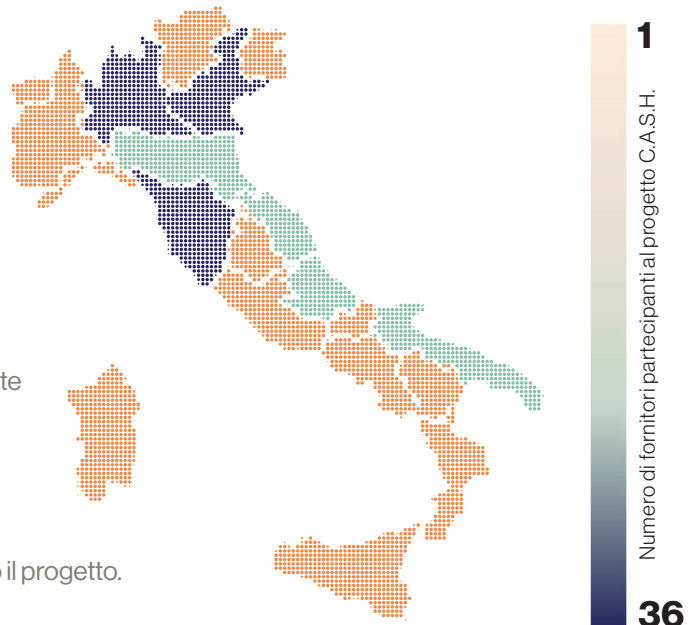 1
Numero di fornitori partecipanti al progetto C.A.S.H.
te
il progetto.
36